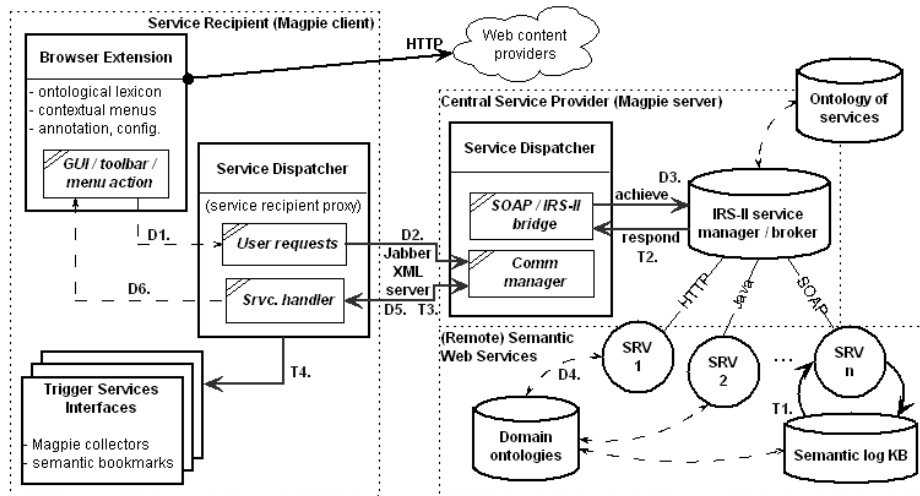 Service Recipient (Magpie client)
Browser Extension
- ontological lexicon
- contextual menus
- annotation, config.
GUI / toolbar /
menu action
HTTP
Web content
providers
Service Dispatcher
(service recipient proxy)
User requests
Srvc. handler
D1.
D6.
D2.
Jabber
XML
server
D5. T3.
T4.
Trigger Services
Interfaces
- Magpie collectors
- semantic bookmarks
Central Service Provider (Magpie server)
Service Dispatcher
SOAP / IRS-II
bridge
Comm
manager
D3.
achieve
respond
T2.
Ontology of
services
IRS-II service
manager / broker
HTTP
Java
SOAP
(Remote) Semantic
Web Services
SRV
1
SRV
2
...
SRV
n
D4.
T1.
Domain
ontologies
Semantic log KB